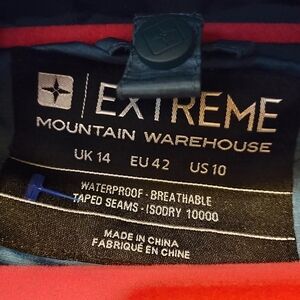 EXTREME
MOUNTAIN WAREHOUSE
UK 14 EU 42 US 10
WATERPROOF - BREATHABLE
TAPED SEAMS - ISODRY 10000
MADE IN CHINA
FABRIQUÉ EN CHINE